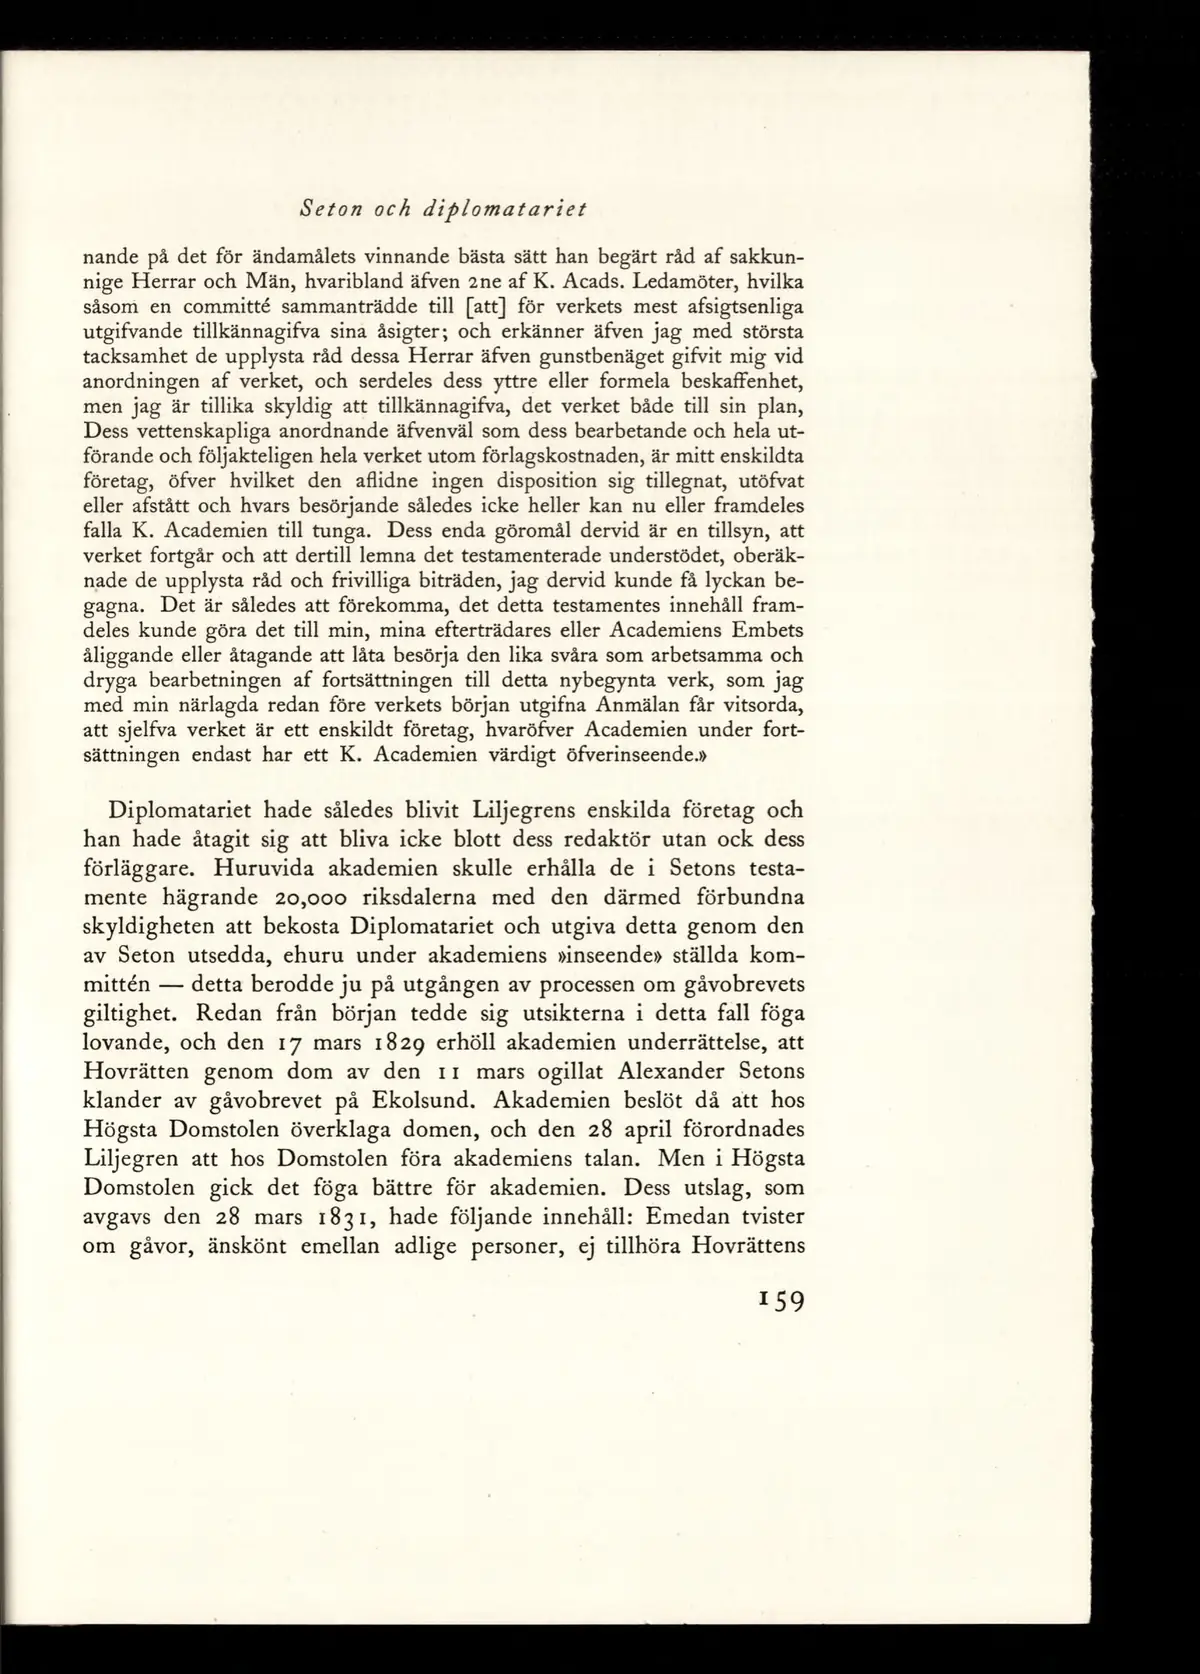 Seton och diplomatariet
nande på det för ändamålets vinnande bästa sätt han begärt råd af sakkun-
nige Herrar och Män, hvaribland äfven 2ne af K. Acads. Ledamöter, hvilka
såsom en committé sammanträdde till [att] för verkets mest afsigtsenliga
utgifvande tillkännagifva sina åsigter; och erkänner äfven jag med största
tacksamhet de upplysta råd dessa Herrar äfven gunstbenäget gifvit mig vid
anordningen af verket, och serdeles dess yttre eller formela beskaffenhet,
men jag är tillika skyldig att tillkännagifva, det verket både till sin plan,
Dess vettenskapliga anordnande äfvenväl som dess bearbetande och hela ut-
förande och följakteligen hela verket utom förlagskostnaden, är mitt enskildta
företag, öfver hvilket den aflidne ingen disposition sig tillegnat, utöfvat
eller afstått och hvars besörjande således icke heller kan nu eller framdeles
falla K. Academien till tunga. Dess enda göromål dervid är en tillsyn, att
verket fortgår och att dertill lemna det testamenterade understödet, oberäk-
nade de upplysta råd och frivilliga biträden, jag dervid kunde få lyckan be-
gagna. Det är således att förekomma, det detta testamentes innehåll fram-
deles kunde göra det till min, mina efterträdares eller Academiens Embets
åliggande eller åtagande att låta besörja den lika svåra som arbetsamma och
dryga bearbetningen af fortsättningen till detta nybegynta verk, som jag
med min närlagda redan före verkets början utgifna Anmälan får vitsorda,
att sjelfva verket är ett enskildt företag, hvaröfver Academien under fort-
sättningen endast har ett K. Academien värdigt öfverinseende.»
Diplomatariet hade således blivit Liljegrens enskilda företag och
han hade åtagit sig att bliva icke blott dess redaktör utan ock dess
förläggare. Huruvida akademien skulle erhålla de i Setons testa-
mente hägrande 20,000 riksdalerna med den därmed förbundna
skyldigheten att bekosta Diplomatariet och utgiva detta genom den
av Seton utsedda, ehuru under akademiens »inseende» ställda kom-
mittén — detta berodde ju på utgången av processen om gåvobrevets
giltighet. Redan från början tedde sig utsikterna i detta fall föga
lovande, och den 17 mars 1829 erhöll akademien underrättelse, att
Hovrätten genom dom av den 11 mars ogillat Alexander Setons
klander av gåvobrevet på Ekolsund. Akademien beslöt då att hos
Högsta Domstolen överklaga domen, och den 28 april förordnades
Liljegren att hos Domstolen föra akademiens talan. Men i Högsta
Domstolen gick det föga bättre för akademien. Dess utslag, som
avgavs den 28 mars 1831, hade följande innehåll: Emedan tvister
om gåvor, änskönt emellan adlige personer, ej tillhöra Hovrättens
159